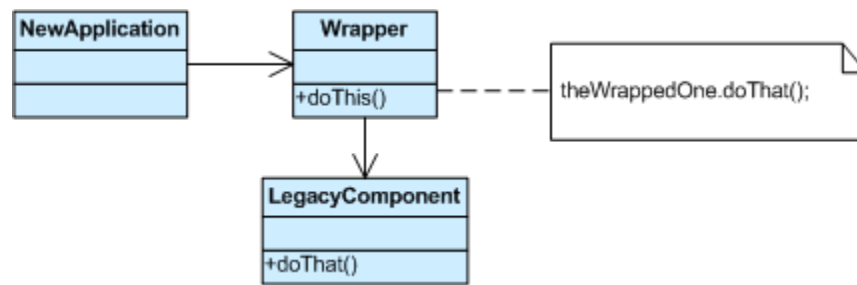 NewApplication
Wrapper
+doThis()
theWrappedOne.doThat();
LegacyComponent
+doThat()